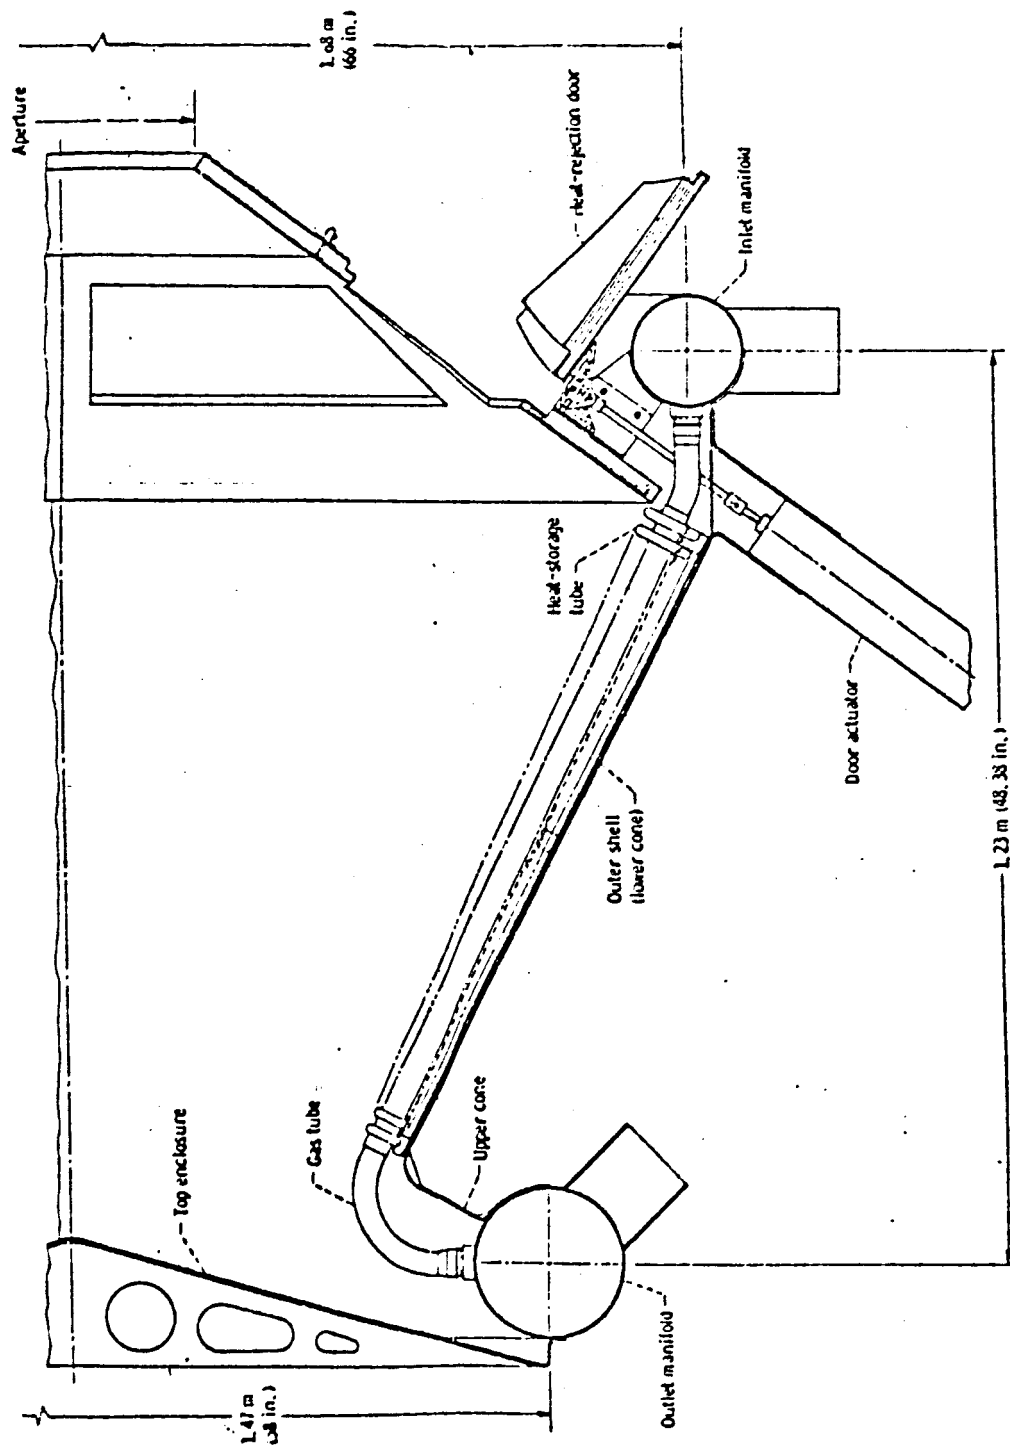 Aperture
1.68 m
(66 in.)
Heat-rejection door
Inlet manifold
Heat-storage
tube
Door actuator
Outer shell
(lower cone)
1.23 m (48.38 in.)
Gas tube
Upper cone
Top enclosure
Outlet manifold
1.47 m
(58 in.)